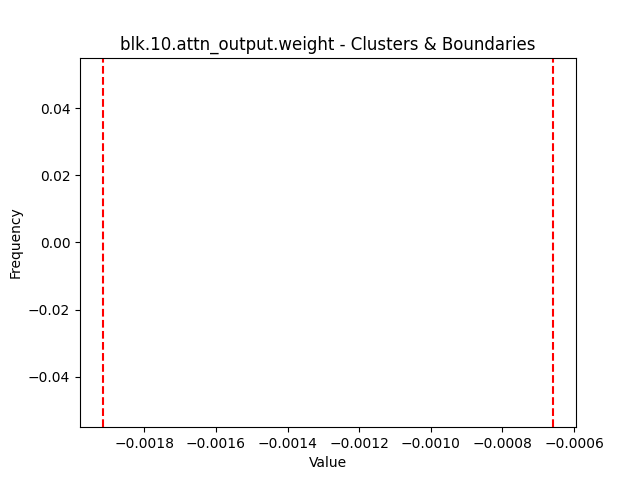 blk.10.attn_output.weight - Clusters & Boundaries
0.04
0.02
0.00
−0.02
−0.04
Frequency
−0.0018 −0.0016 −0.0014 −0.0012 −0.0010 −0.0008 −0.0006
Value